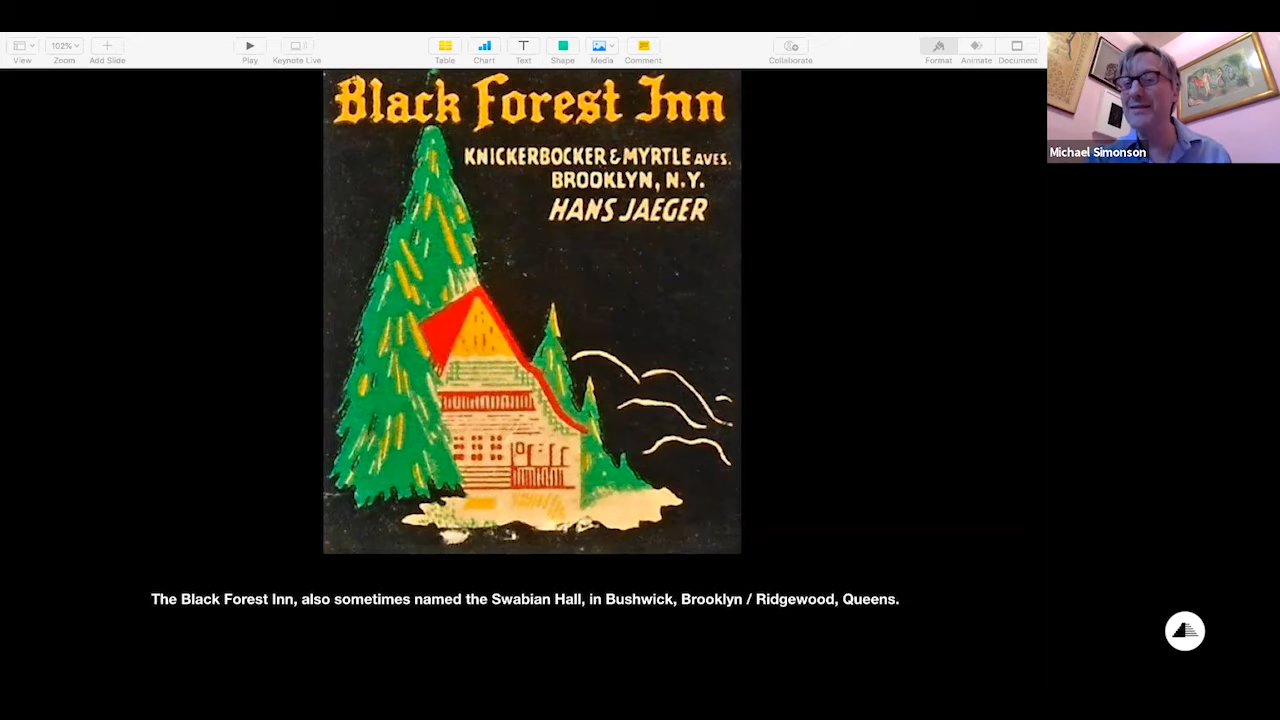 View
102%
Zoom
Add Slide
Play
Keynote Live
Table
Chart
Text
Shape
Media
Comment
Collaborate
Format
Animate
Document
Michael Simonson
Black Forest Inn
KNICKERBOCKER & MYRTLE AVES.
BROOKLYN, N.Y.
HANS JAEGER
The Black Forest Inn, also sometimes named the Swabian Hall, in Bushwick, Brooklyn / Ridgewood, Queens.